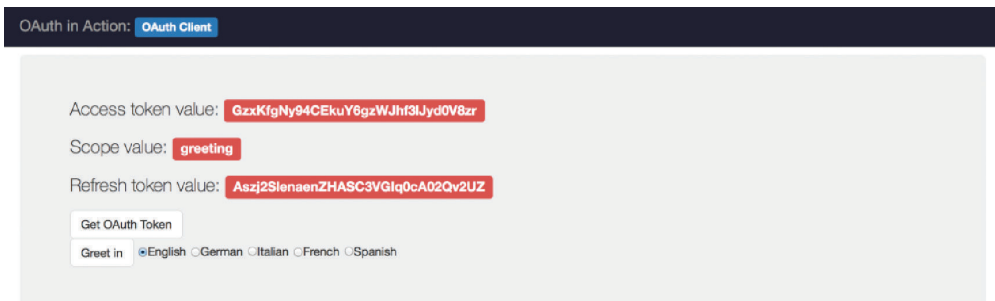 OAuth in Action: OAuth Client
Access token value: GzxKfgNy94CEkuY6gzWJhf3lJyd0V8zr
Scope value: greeting
Refresh token value: Aszj2SlenaenZHASC3VGlq0cA02Qv2UZ
Get OAuth Token
Greet in English German Italian French Spanish